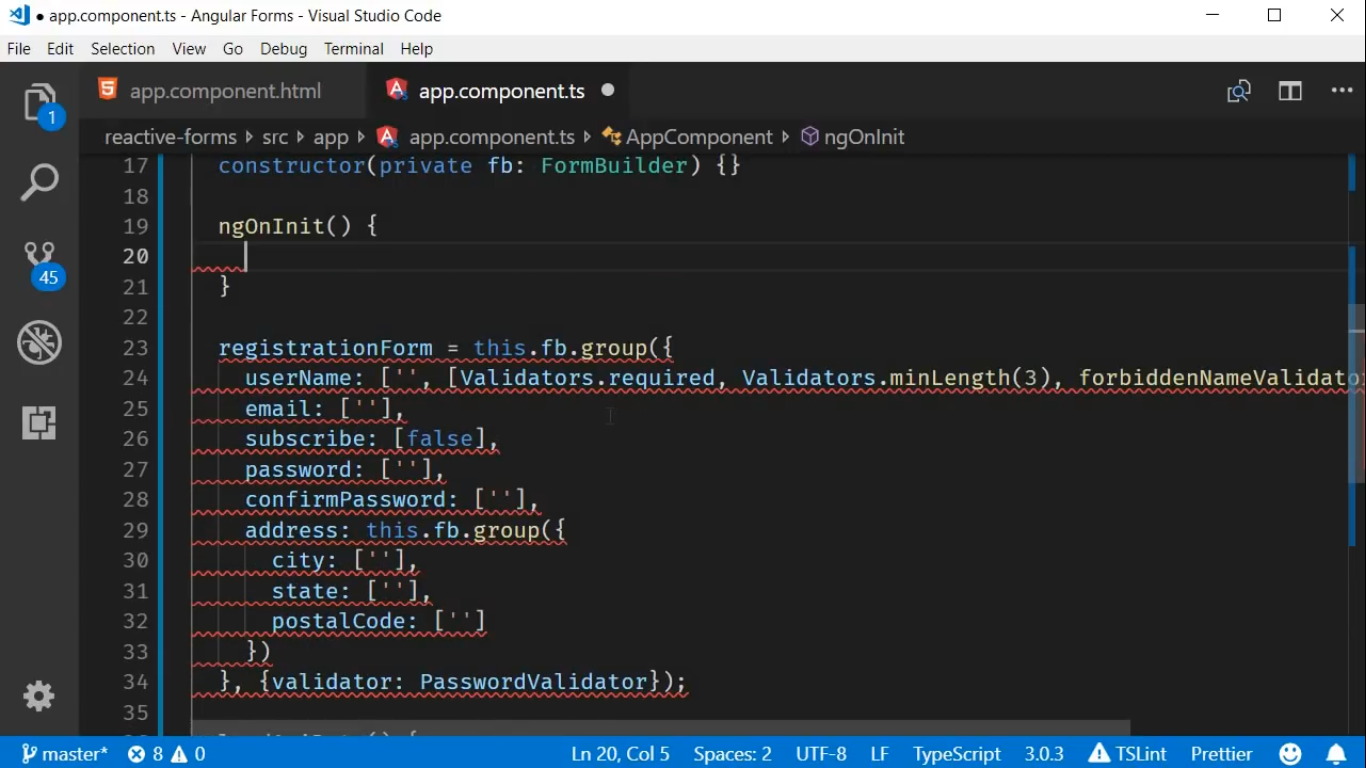 app.component.ts - Angular Forms - Visual Studio Code
File Edit Selection View Go Debug Terminal Help
1
app.component.html app.component.ts
reactive-forms src app app.component.ts AppComponent ngOnInit
17 constructor(private fb: FormBuilder) {}
18
19 ngOnInit() {
20
21 }
22
23 registrationForm = this.fb.group({
24 userName: ['', [Validators.required, Validators.minLength(3), forbiddenNameValidato
25 email: [''],
26 subscribe: [false],
27 password: [''],
28 confirmPassword: [''],
29 address: this.fb.group({
30 city: [''],
31 state: [''],
32 postalCode: ['']
33 })
34 }, {validator: PasswordValidator});
35
45
master* 8 0 Ln 20, Col 5 Spaces: 2 UTF-8 LF TypeScript 3.0.3 TSLint Prettier